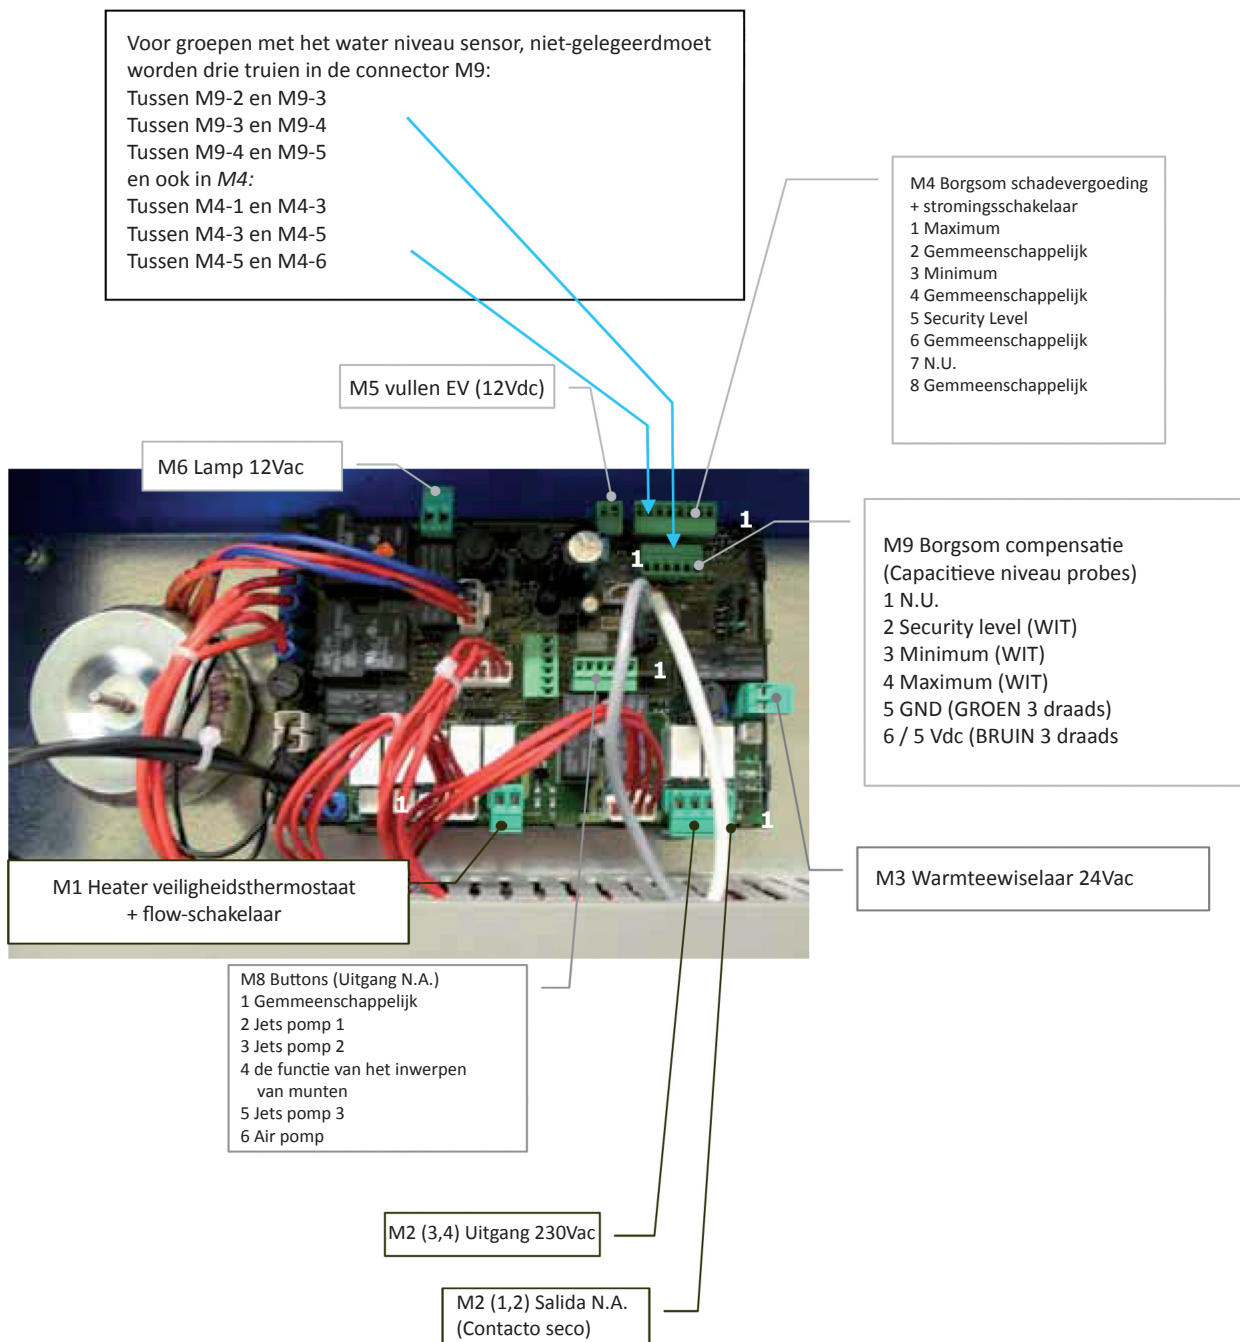 Voor groepen met het water niveau sensor, niet-gelegeerdmoet
worden drie truien in de connector M9:
Tussen M9-2 en M9-3
Tussen M9-3 en M9-4
Tussen M9-4 en M9-5
en ook in M4:
Tussen M4-1 en M4-3
Tussen M4-3 en M4-5
Tussen M4-5 en M4-6
M4 Borgsom schadevergoeding
+ stromingsschakelaar
1 Maximum
2 Gemmeenschappelijk
3 Minimum
4 Gemmeenschappelijk
5 Security Level
6 Gemmeenschappelijk
7 N.U.
8 Gemmeenschappelijk
M5 vullen EV (12Vdc)
M6 Lamp 12Vac
1
1
M9 Borgsom compensatie
(Capacitieve niveau probes)
1 N.U.
2 Security level (WIT)
3 Minimum (WIT)
4 Maximum (WIT)
5 GND (GROEN 3 draads)
6 / 5 Vdc (BRUIN 3 draads
1
1
1
M1 Heater veiligheidsthermostaat
+ flow-schakelaar
M3 Warmteewiselaar 24Vac
M8 Buttons (Uitgang N.A.)
1 Gemmeenschappelijk
2 Jets pomp 1
3 Jets pomp 2
4 de functie van het inwerpen
van munten
5 Jets pomp 3
6 Air pomp
M2 (3,4) Uitgang 230Vac
M2 (1,2) Salida N.A.
(Contacto seco)